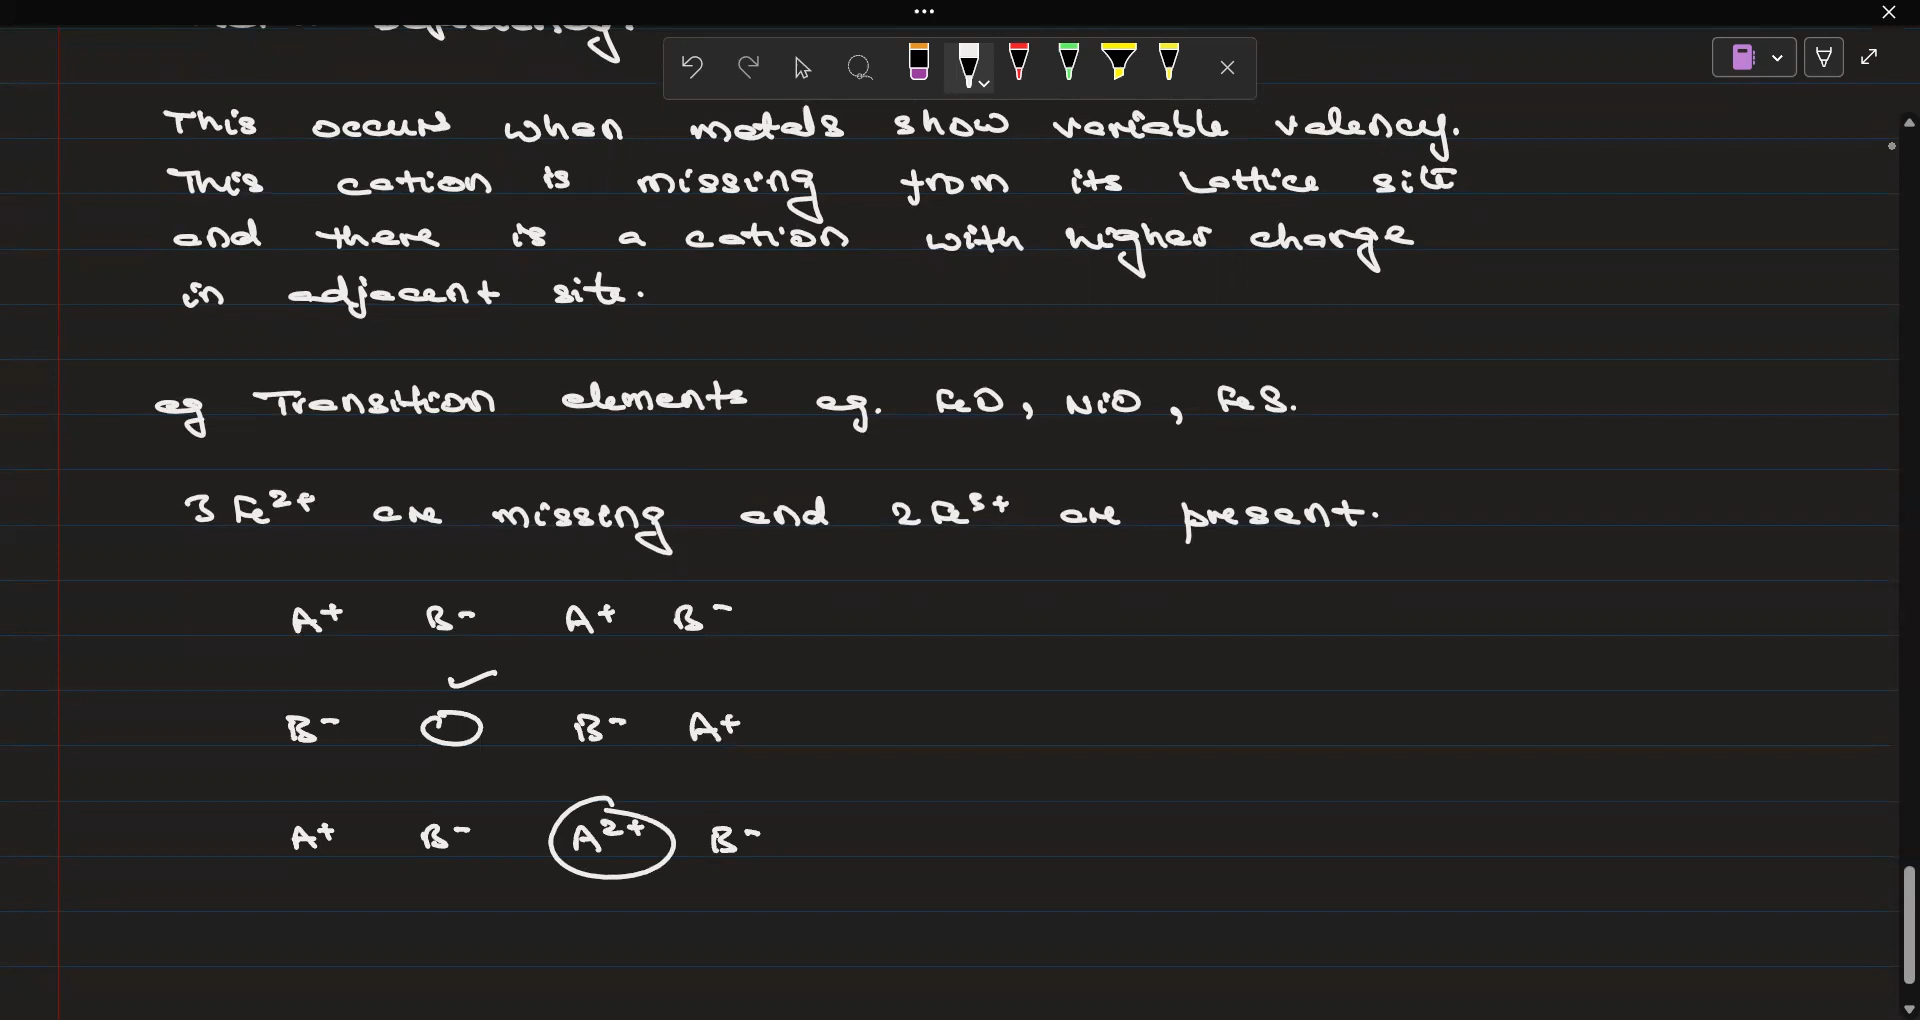 This occurs when metals show variable valency.
This cation is missing from its lattice site
and there is a cation with higher charge
in adjacent site.
eg Transition elements eg. FeO, NiO, FeS.
3 Fe²⁺ are missing and 2 Fe³⁺ are present.
A⁺ B⁻ A⁺ B⁻
B⁻ B⁻ A⁺
A⁺ B⁻ A²⁺ B⁻